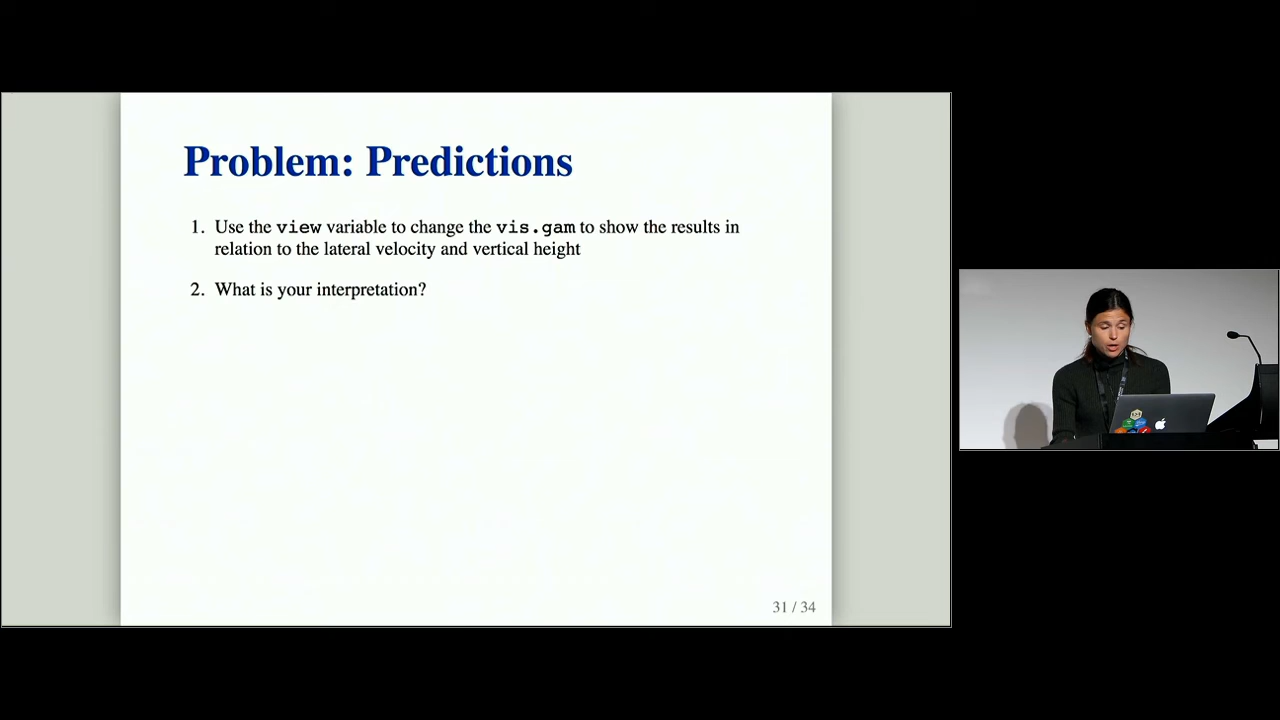 Problem: Predictions
1. Use the view variable to change the vis.gam to show the results in
relation to the lateral velocity and vertical height
2. What is your interpretation?
31 / 34